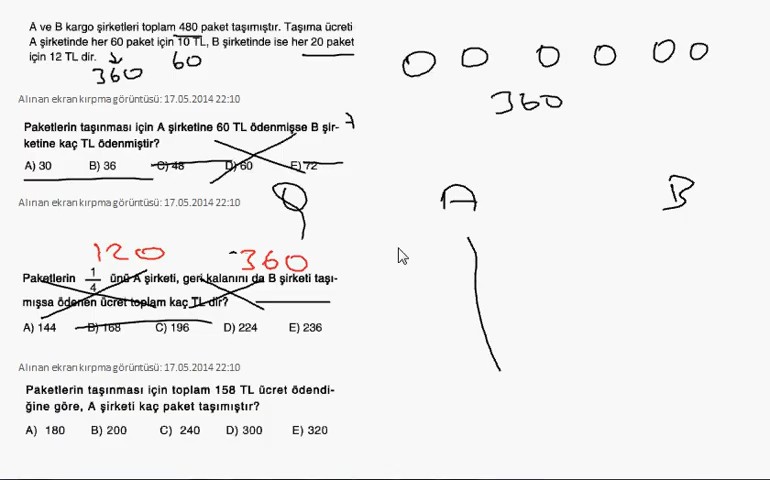 A ve B kargo şirketleri toplam 480 paket taşımıştır. Taşıma ücreti
A şirketinde her 60 paket için 10 TL, B şirketinde ise her 20 paket
için 12 TL dir.
360
60
Alınan ekran kırpma görüntüsü: 17.05.2014 22:10
Paketlerin taşınması için A şirketine 60 TL ödenmişse B şir-
ketine kaç TL ödenmiştir?
A) 30 B) 36 C) 48 D) 60 E) 72
Alınan ekran kırpma görüntüsü: 17.05.2014 22:10
120 360
Paketlerin 1/4 ünü A şirketi, geri kalanını da B şirketi taşı-
mışsa ödenen ücret toplam kaç TL dir?
A) 144 B) 168 C) 196 D) 224 E) 236
Alınan ekran kırpma görüntüsü: 17.05.2014 22:10
Paketlerin taşınması için toplam 158 TL ücret ödendi-
ğine göre, A şirketi kaç paket taşımıştır?
A) 180 B) 200 C) 240 D) 300 E) 320
0 0 0 0 0 0
360
A B